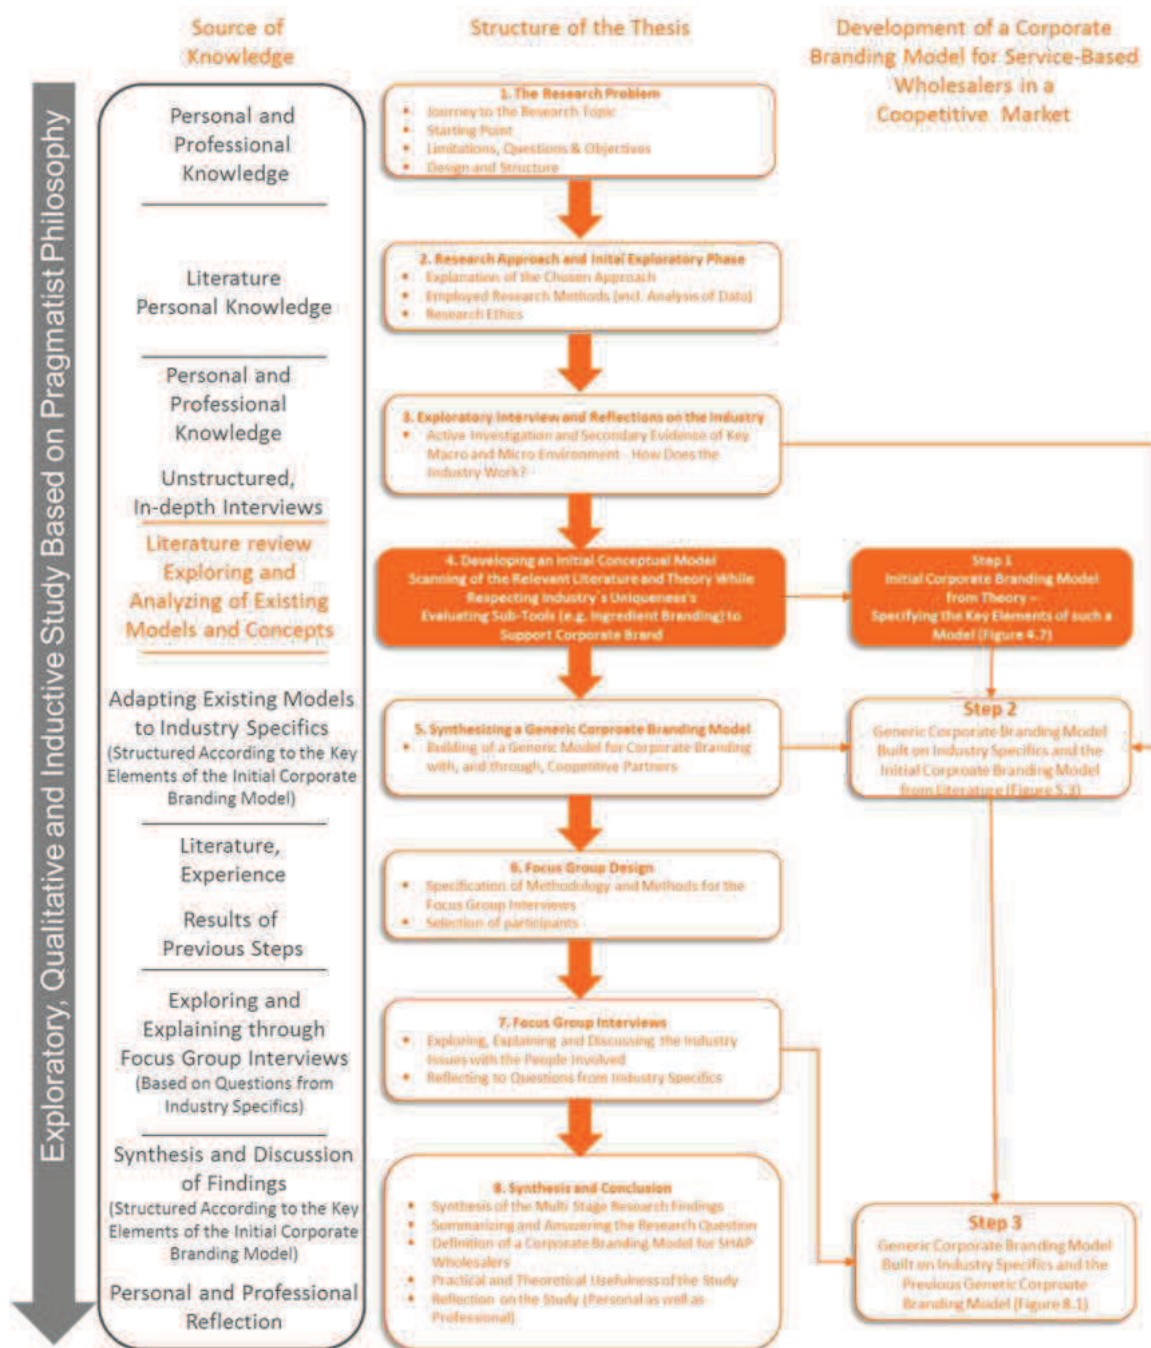 Source of
Knowledge
Structure of the Thesis
Development of a Corporate
Branding Model for Service-Based
Wholesalers in a
Coopetitive Market
Exploratory, Qualitative and Inductive Study Based on Pragmatist Philosophy
Personal and
Professional
Knowledge
Literature
Personal Knowledge
Personal and
Professional
Knowledge
Unstructured,
In-depth Interviews
Literature review
Exploring and
Analyzing of Existing
Models and Concepts
Adapting Existing Models
to Industry Specifics
(Structured According to the Key
Elements of the Initial Corporate
Branding Model)
Literature,
Experience
Results of
Previous Steps
Exploring and
Explaining through
Focus Group Interviews
(Based on Questions from
Industry Specifics)
Synthesis and Discussion
of Findings
(Structured According to the Key
Elements of the Initial Corporate
Branding Model)
Personal and Professional
Reflection
1. The Research Problem
• Journey to the Research Topic
• Starting Point
• Limitations, Questions & Objectives
• Design and Structure
2. Research Approach and Inital Exploratory Phase
• Explanation of the Chosen Approach
• Employed Research Methods (incl. Analysis of Data)
• Research Ethics
3. Exploratory Interview and Reflections on the Industry
• Active Investigation and Secondary Evidence of Key
Macro and Micro Environment - How Does the
Industry Work?
4. Developing an Initial Conceptual Model
Scanning of the Relevant Literature and Theory While
Respecting Industry`s Uniqueness's
Evaluating Sub-Tools (e.g. Ingredient Branding) to
Support Corporate Brand
5. Synthesizing a Generic Corproate Branding Model
• Building of a Generic Model for Corporate Branding
with, and through, Coopetitive Partners
6. Focus Group Design
• Specification of Methodology and Methods for the
Focus Group Interviews
• Selection of participants
7. Focus Group Interviews
• Exploring, Explaining and Discussing the Industry
Issues with the People Involved
• Reflecting to Questions from Industry Specifics
8. Synthesis and Conclusion
• Synthesis of the Multi Stage Research Findings
• Summarizing and Answering the Research Question
• Definition of a Corporate Branding Model for SHAP
Wholesalers
• Practical and Theoretical Usefulness of the Study
• Reflection on the Study (Personal as well as
Professional)
Step 1
Initial Corporate Branding Model
from Theory –
Specifying the Key Elements of such a
Model (Figure 4.7)
Step 2
Generic Corporate Branding Model
Built on Industry Specifics and the
Initial Corproate Branding Model
from Literature (Figure 5.3)
Step 3
Generic Corporate Branding Model
Built on Industry Specifics and the
Previous Generic Corproate
Branding Model (Figure 8.1)